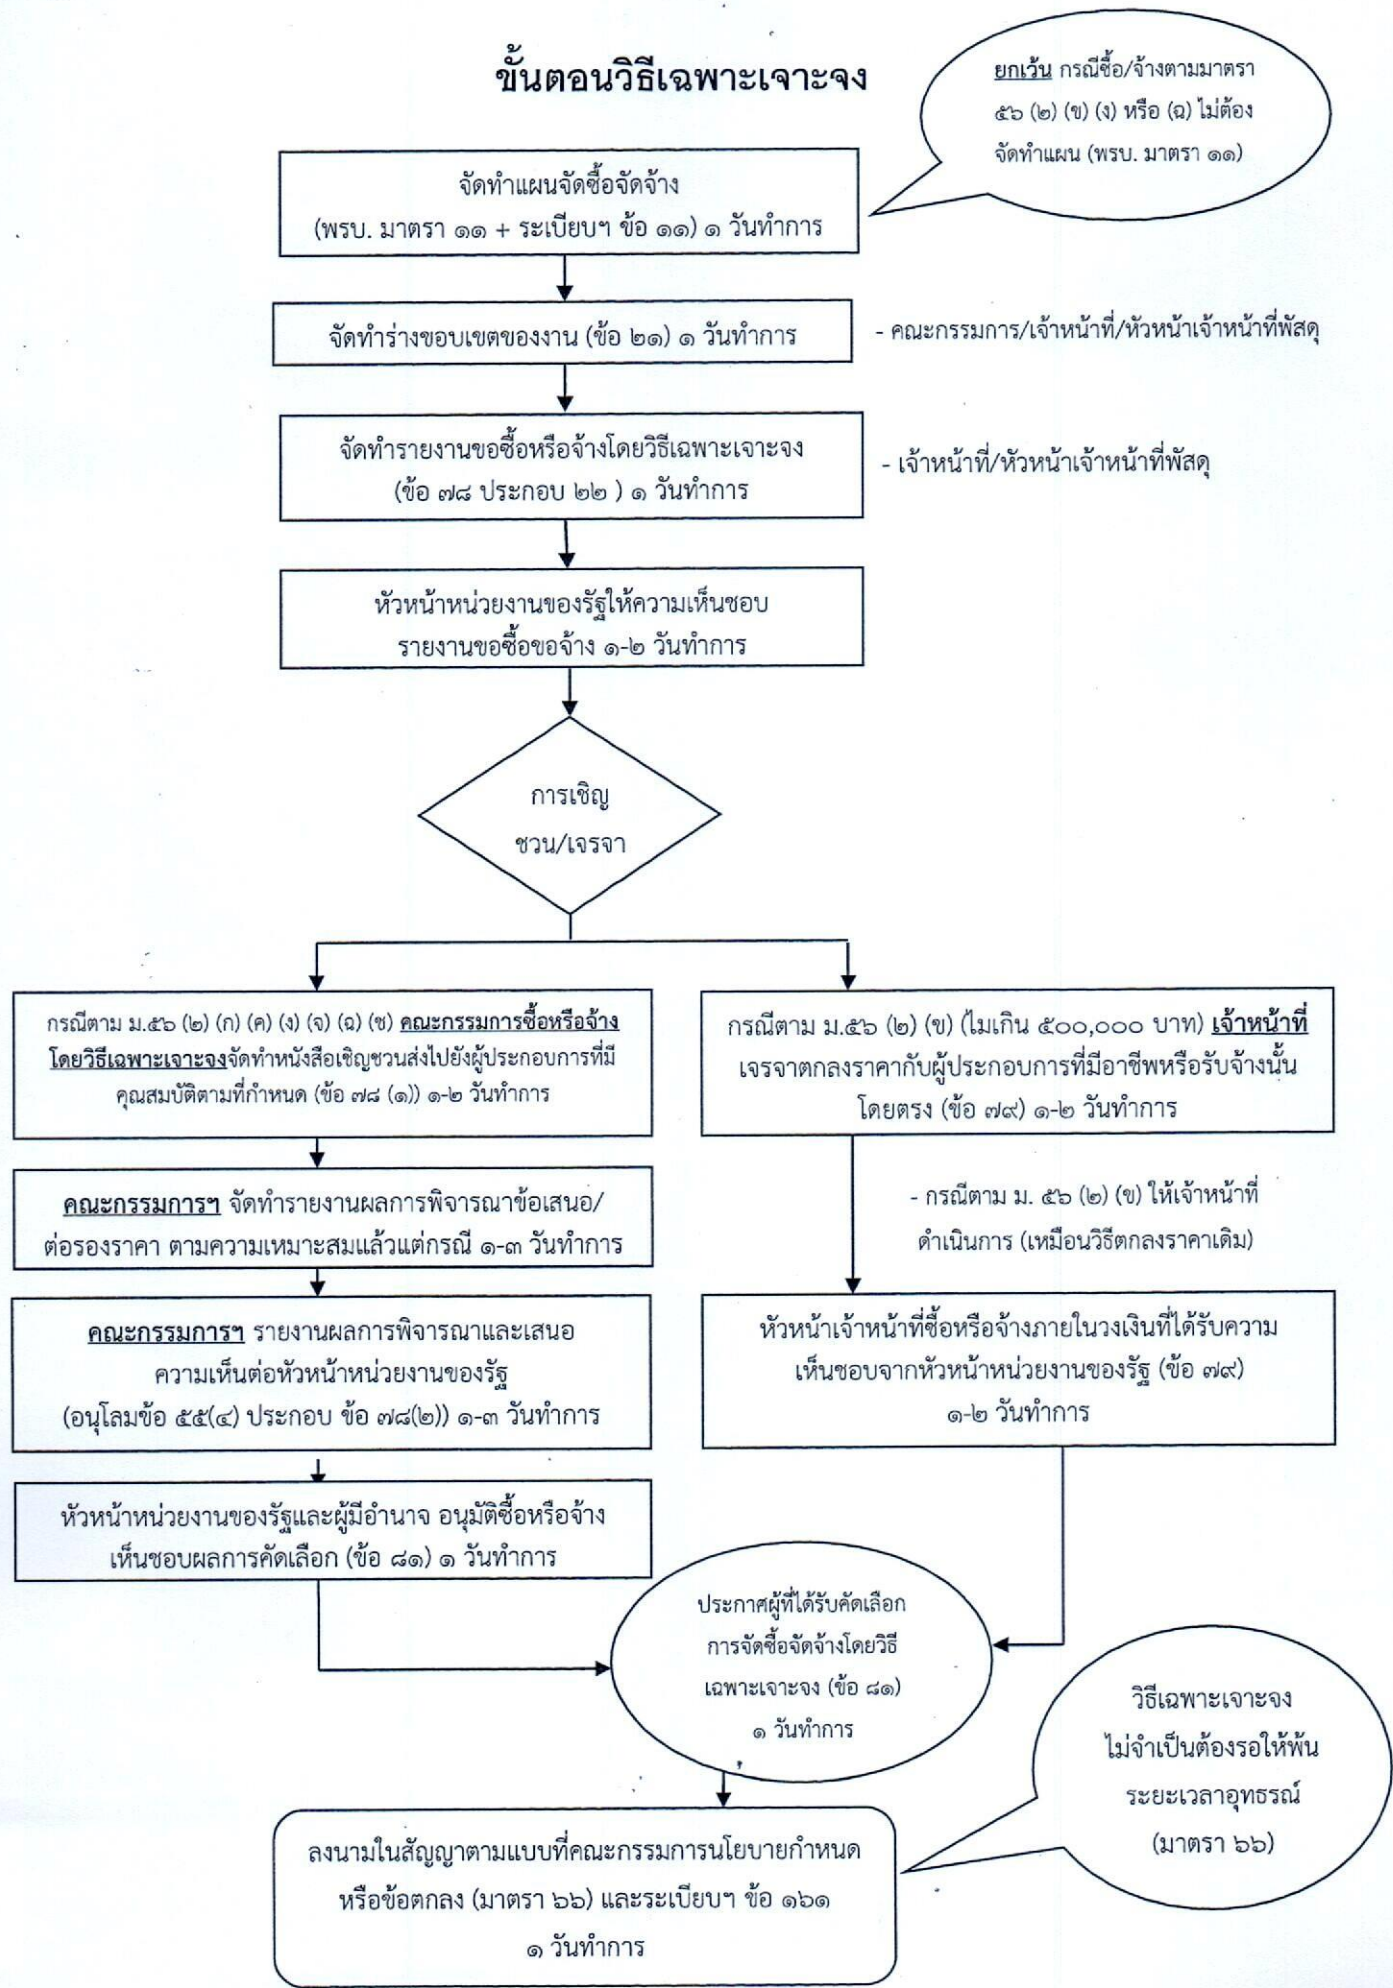 ขั้นตอนวิธีเฉพาะเจาะจง
ยกเว้น กรณีซื้อ/จ้างตามมาตรา
๕๖ (๒) (ข) (ง) หรือ (ฉ) ไม่ต้อง
จัดทำแผน (พรบ. มาตรา ๑๑)
จัดทำแผนจัดซื้อจัดจ้าง
(พรบ. มาตรา ๑๑ + ระเบียบฯ ข้อ ๑๑) ๑ วันทำการ
จัดทำร่างขอบเขตของงาน (ข้อ ๒๑) ๑ วันทำการ
- คณะกรรมการ/เจ้าหน้าที่/หัวหน้าเจ้าหน้าที่พัสดุ
จัดทำรายงานขอซื้อหรือจ้างโดยวิธีเฉพาะเจาะจง
(ข้อ ๗๘ ประกอบ ๒๒ ) ๑ วันทำการ
- เจ้าหน้าที่/หัวหน้าเจ้าหน้าที่พัสดุ
หัวหน้าหน่วยงานของรัฐให้ความเห็นชอบ
รายงานขอซื้อขอจ้าง ๑-๒ วันทำการ
การเชิญ
ชวน/เจรจา
กรณีตาม ม.๕๖ (๒) (ก) (ค) (ง) (จ) (ฉ) (ช) คณะกรรมการซื้อหรือจ้าง
โดยวิธีเฉพาะเจาะจงจัดทำหนังสือเชิญชวนส่งไปยังผู้ประกอบการที่มี
คุณสมบัติตามที่กำหนด (ข้อ ๗๘ (๑)) ๑-๒ วันทำการ
กรณีตาม ม.๕๖ (๒) (ข) (ไมเกิน ๕๐๐,๐๐๐ บาท) เจ้าหน้าที่
เจรจาตกลงราคากับผู้ประกอบการที่มีอาชีพหรือรับจ้างนั้น
โดยตรง (ข้อ ๗๙) ๑-๒ วันทำการ
คณะกรรมการฯ จัดทำรายงานผลการพิจารณาข้อเสนอ/
ต่อรองราคา ตามความเหมาะสมแล้วแต่กรณี ๑-๓ วันทำการ
- กรณีตาม ม. ๕๖ (๒) (ข) ให้เจ้าหน้าที่
ดำเนินการ (เหมือนวิธีตกลงราคาเดิม)
คณะกรรมการฯ รายงานผลการพิจารณาและเสนอ
ความเห็นต่อหัวหน้าหน่วยงานของรัฐ
(อนุโลมข้อ ๕๕(๔) ประกอบ ข้อ ๗๘(๒)) ๑-๓ วันทำการ
หัวหน้าเจ้าหน้าที่ซื้อหรือจ้างภายในวงเงินที่ได้รับความ
เห็นชอบจากหัวหน้าหน่วยงานของรัฐ (ข้อ ๗๙)
๑-๒ วันทำการ
หัวหน้าหน่วยงานของรัฐและผู้มีอำนาจ อนุมัติซื้อหรือจ้าง
เห็นชอบผลการคัดเลือก (ข้อ ๘๑) ๑ วันทำการ
ประกาศผู้ที่ได้รับคัดเลือก
การจัดซื้อจัดจ้างโดยวิธี
เฉพาะเจาะจง (ข้อ ๘๑)
๑ วันทำการ
วิธีเฉพาะเจาะจง
ไม่จำเป็นต้องรอให้พ้น
ระยะเวลาอุทธรณ์
(มาตรา ๖๖)
ลงนามในสัญญาตามแบบที่คณะกรรมการนโยบายกำหนด
หรือข้อตกลง (มาตรา ๖๖) และระเบียบฯ ข้อ ๑๖๑
๑ วันทำการ